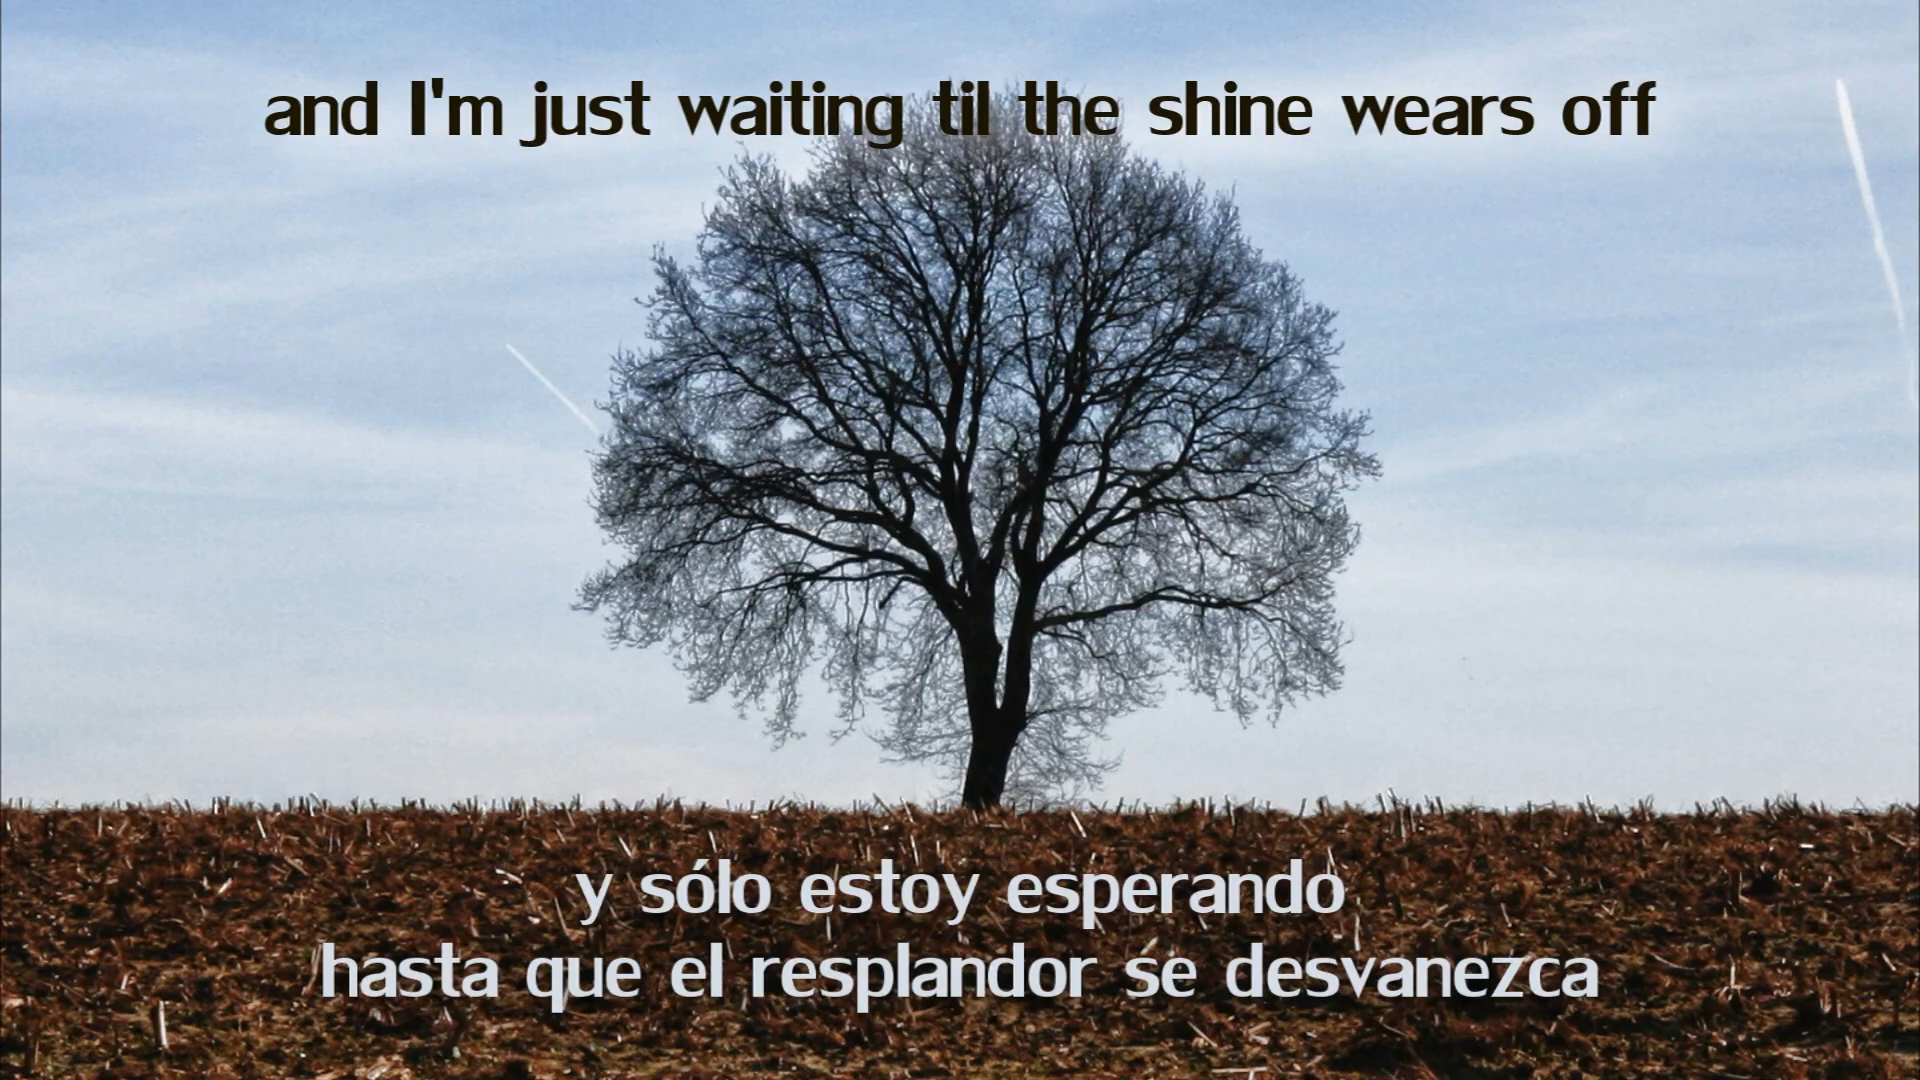 and I'm just waiting til the shine wears off
y sólo estoy esperando
hasta que el resplandor se desvanezca